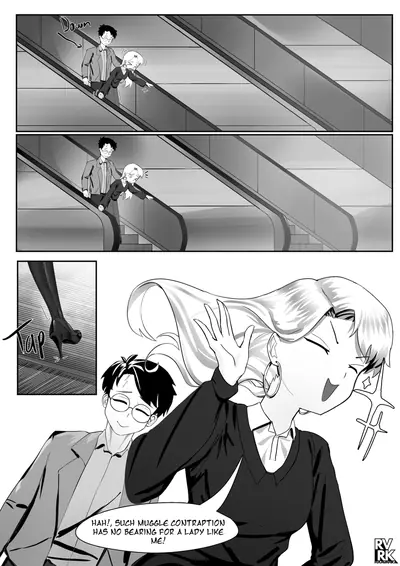 Down
Tap
HAH!, SUCH MUGGLE CONTRAPTION
HAS NO BEARING FOR A LADY LIKE
ME!
RV
RK